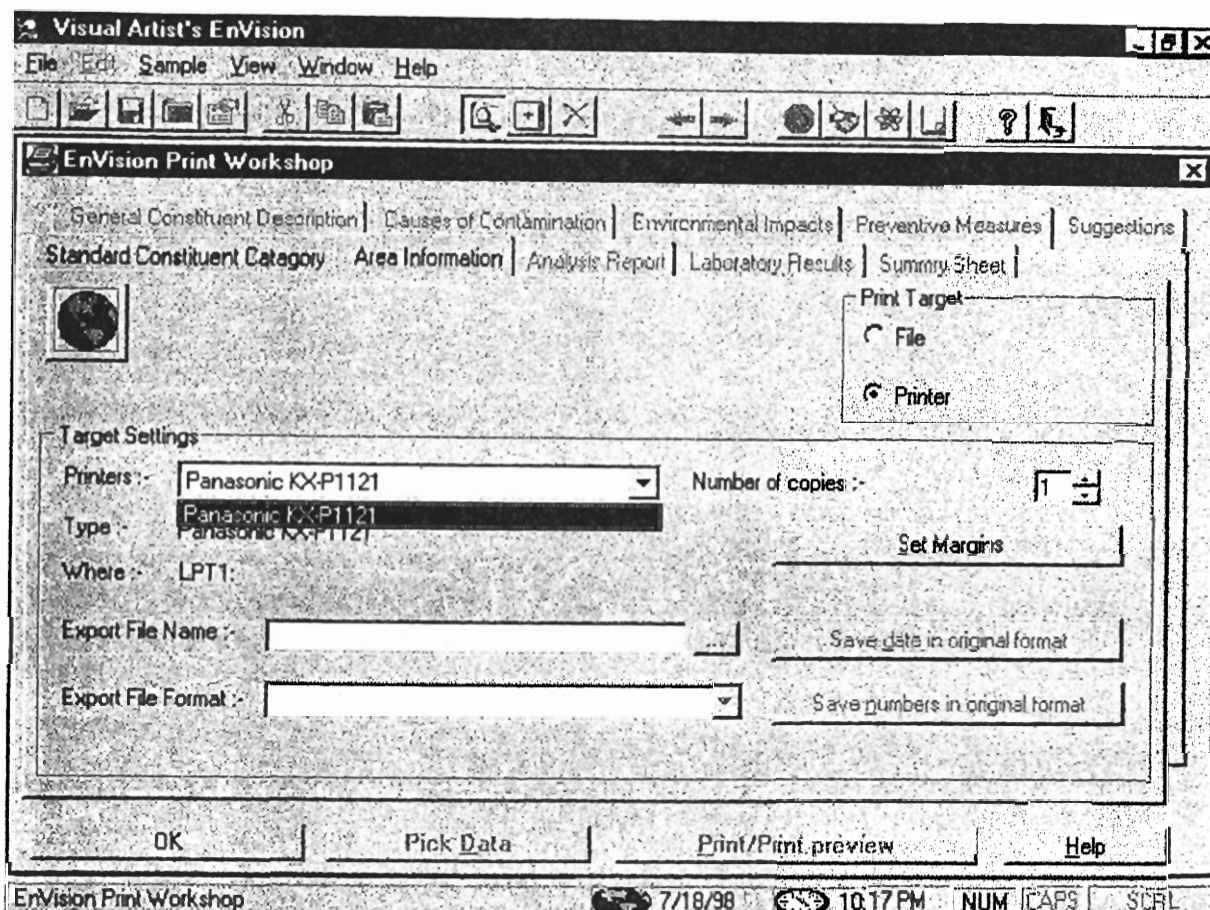 Visual Artist's EnVision
File Edit Sample View Window Help
EnVision Print Workshop
General Constituent Description Causes of Contamination Environmental Impacts Preventive Measures Suggestions
Standard Constituent Catagory Area Information Analysis Report Laboratory Results Summry Sheet
Print Target
File
Printer
Target Settings
Printers :- Panasonic KX-P1121 Number of copies :- 1
Panasonic KX-P1121
Type :- Panasonic KX-P1121
Set Margins
Where :- LPT1:
Export File Name :- ... Save data in original format
Export File Format :- Save numbers in original format
OK Pick Data Print/Print preview Help
EnVision Print Workshop 7/18/98 10:17 PM NUM CAPS SCRL